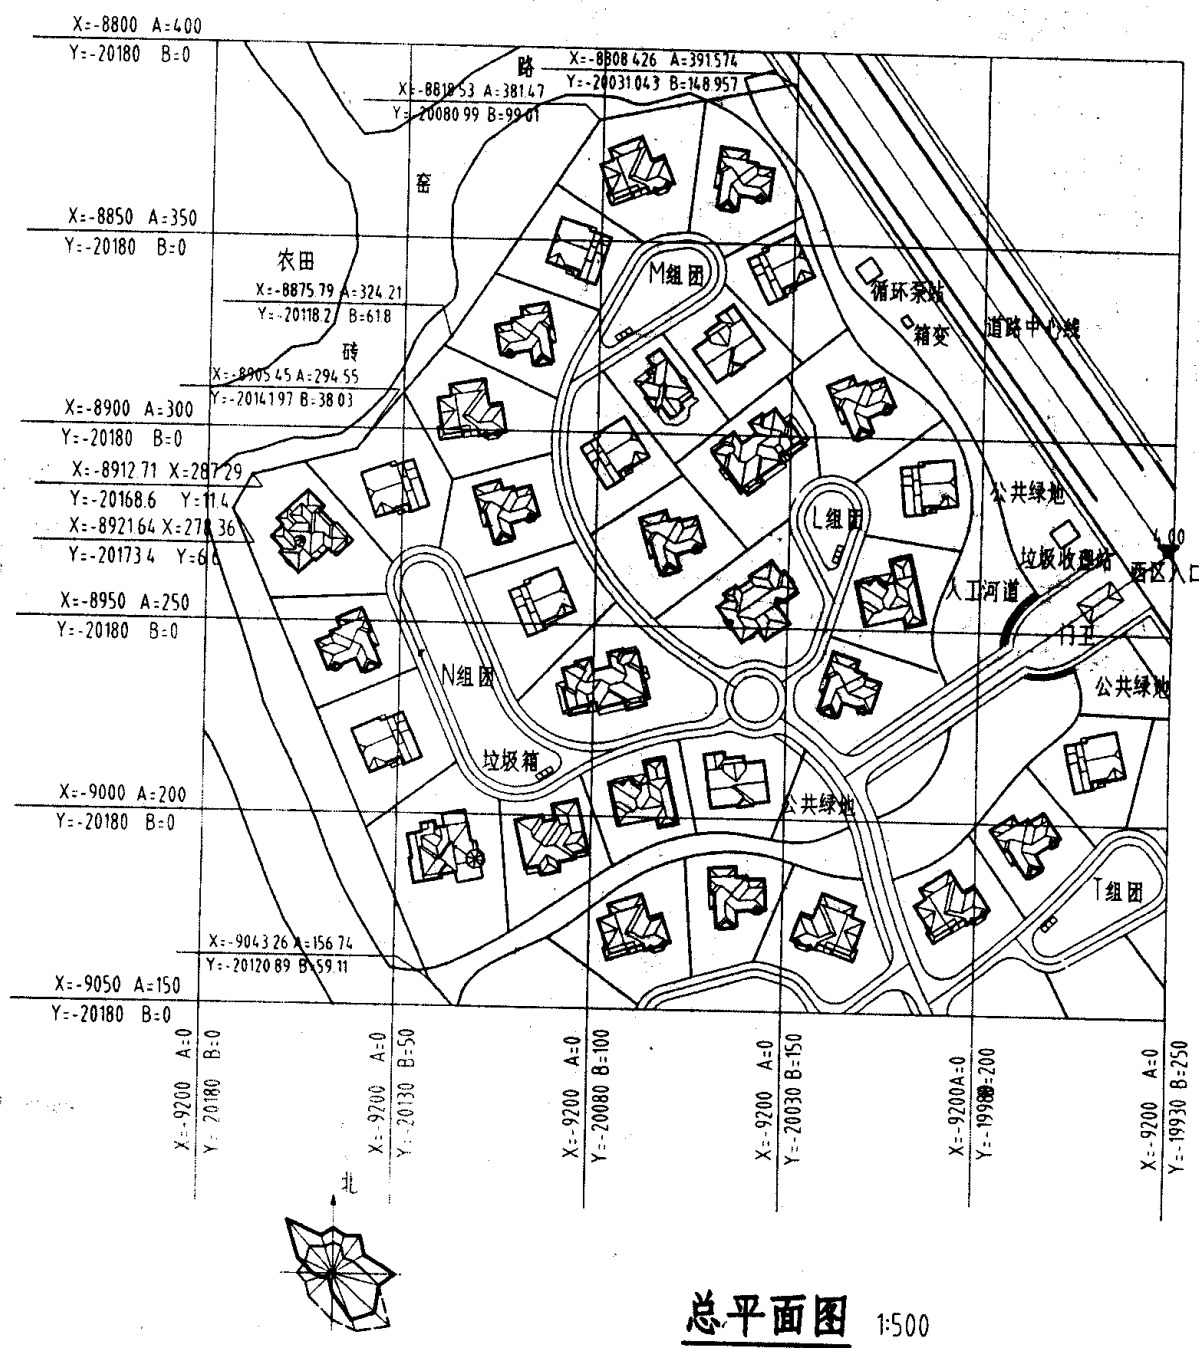 X=-8800 A=400
Y=-20180 B=0
路
X=-8808.426 A=391.574
Y=-20031.043 B=148.957
X=-8818.53 A=381.47
Y=-20080.99 B=99.01
窑
X=-8850 A=350
Y=-20180 B=0
农田
M组团
循环泵站
X=-8875.79 A=324.21
Y=-20118.2 B=61.8
箱变
道路中心线
砖
X=-8905.45 A=294.55
Y=-20141.97 B=38.03
X=-8900 A=300
Y=-20180 B=0
X=-8912.71 X=287.29
Y=-20168.6 Y=11.4
公共绿地
X=-8921.64 X=278.36
Y=-20173.4 Y=6.6
L组团
4.00
垃圾收理站
西区入口
人工河道
X=-8950 A=250
Y=-20180 B=0
门卫
N组团
公共绿地
垃圾箱
X=-9000 A=200
Y=-20180 B=0
公共绿地
T组团
X=-9043.26 A=156.74
Y=-20120.89 B=59.11
X=-9050 A=150
Y=-20180 B=0
X=-9200 A=0
Y=-20180 B=0
X=-9200 A=0
Y=-20130 B=50
X=-9200 A=0
Y=-20080 B=100
X=-9200 A=0
Y=-20030 B=150
X=-9200 A=0
B=200
X=-9200 A=0
Y=-19930 B=250
北
总平面图 1:500